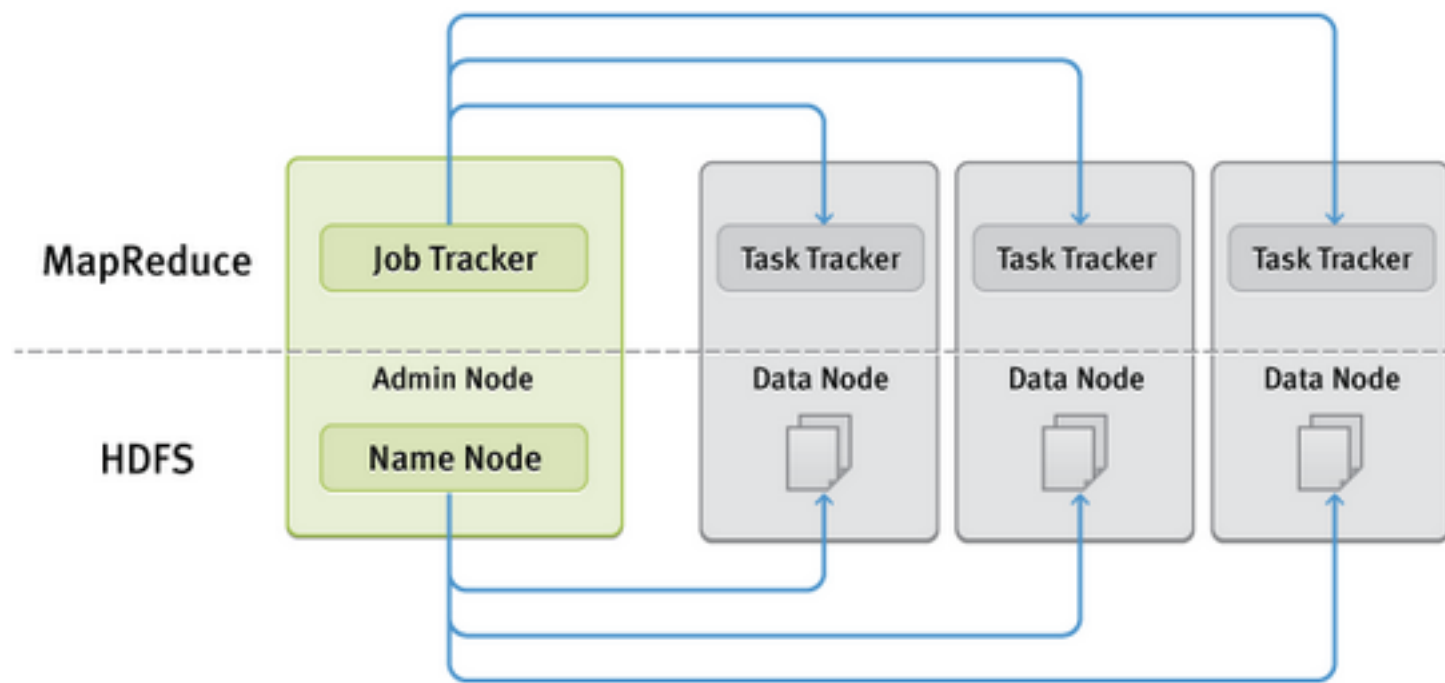 MapReduce
Job Tracker
Task Tracker
Task Tracker
Task Tracker
Admin Node
Data Node
Data Node
Data Node
HDFS
Name Node